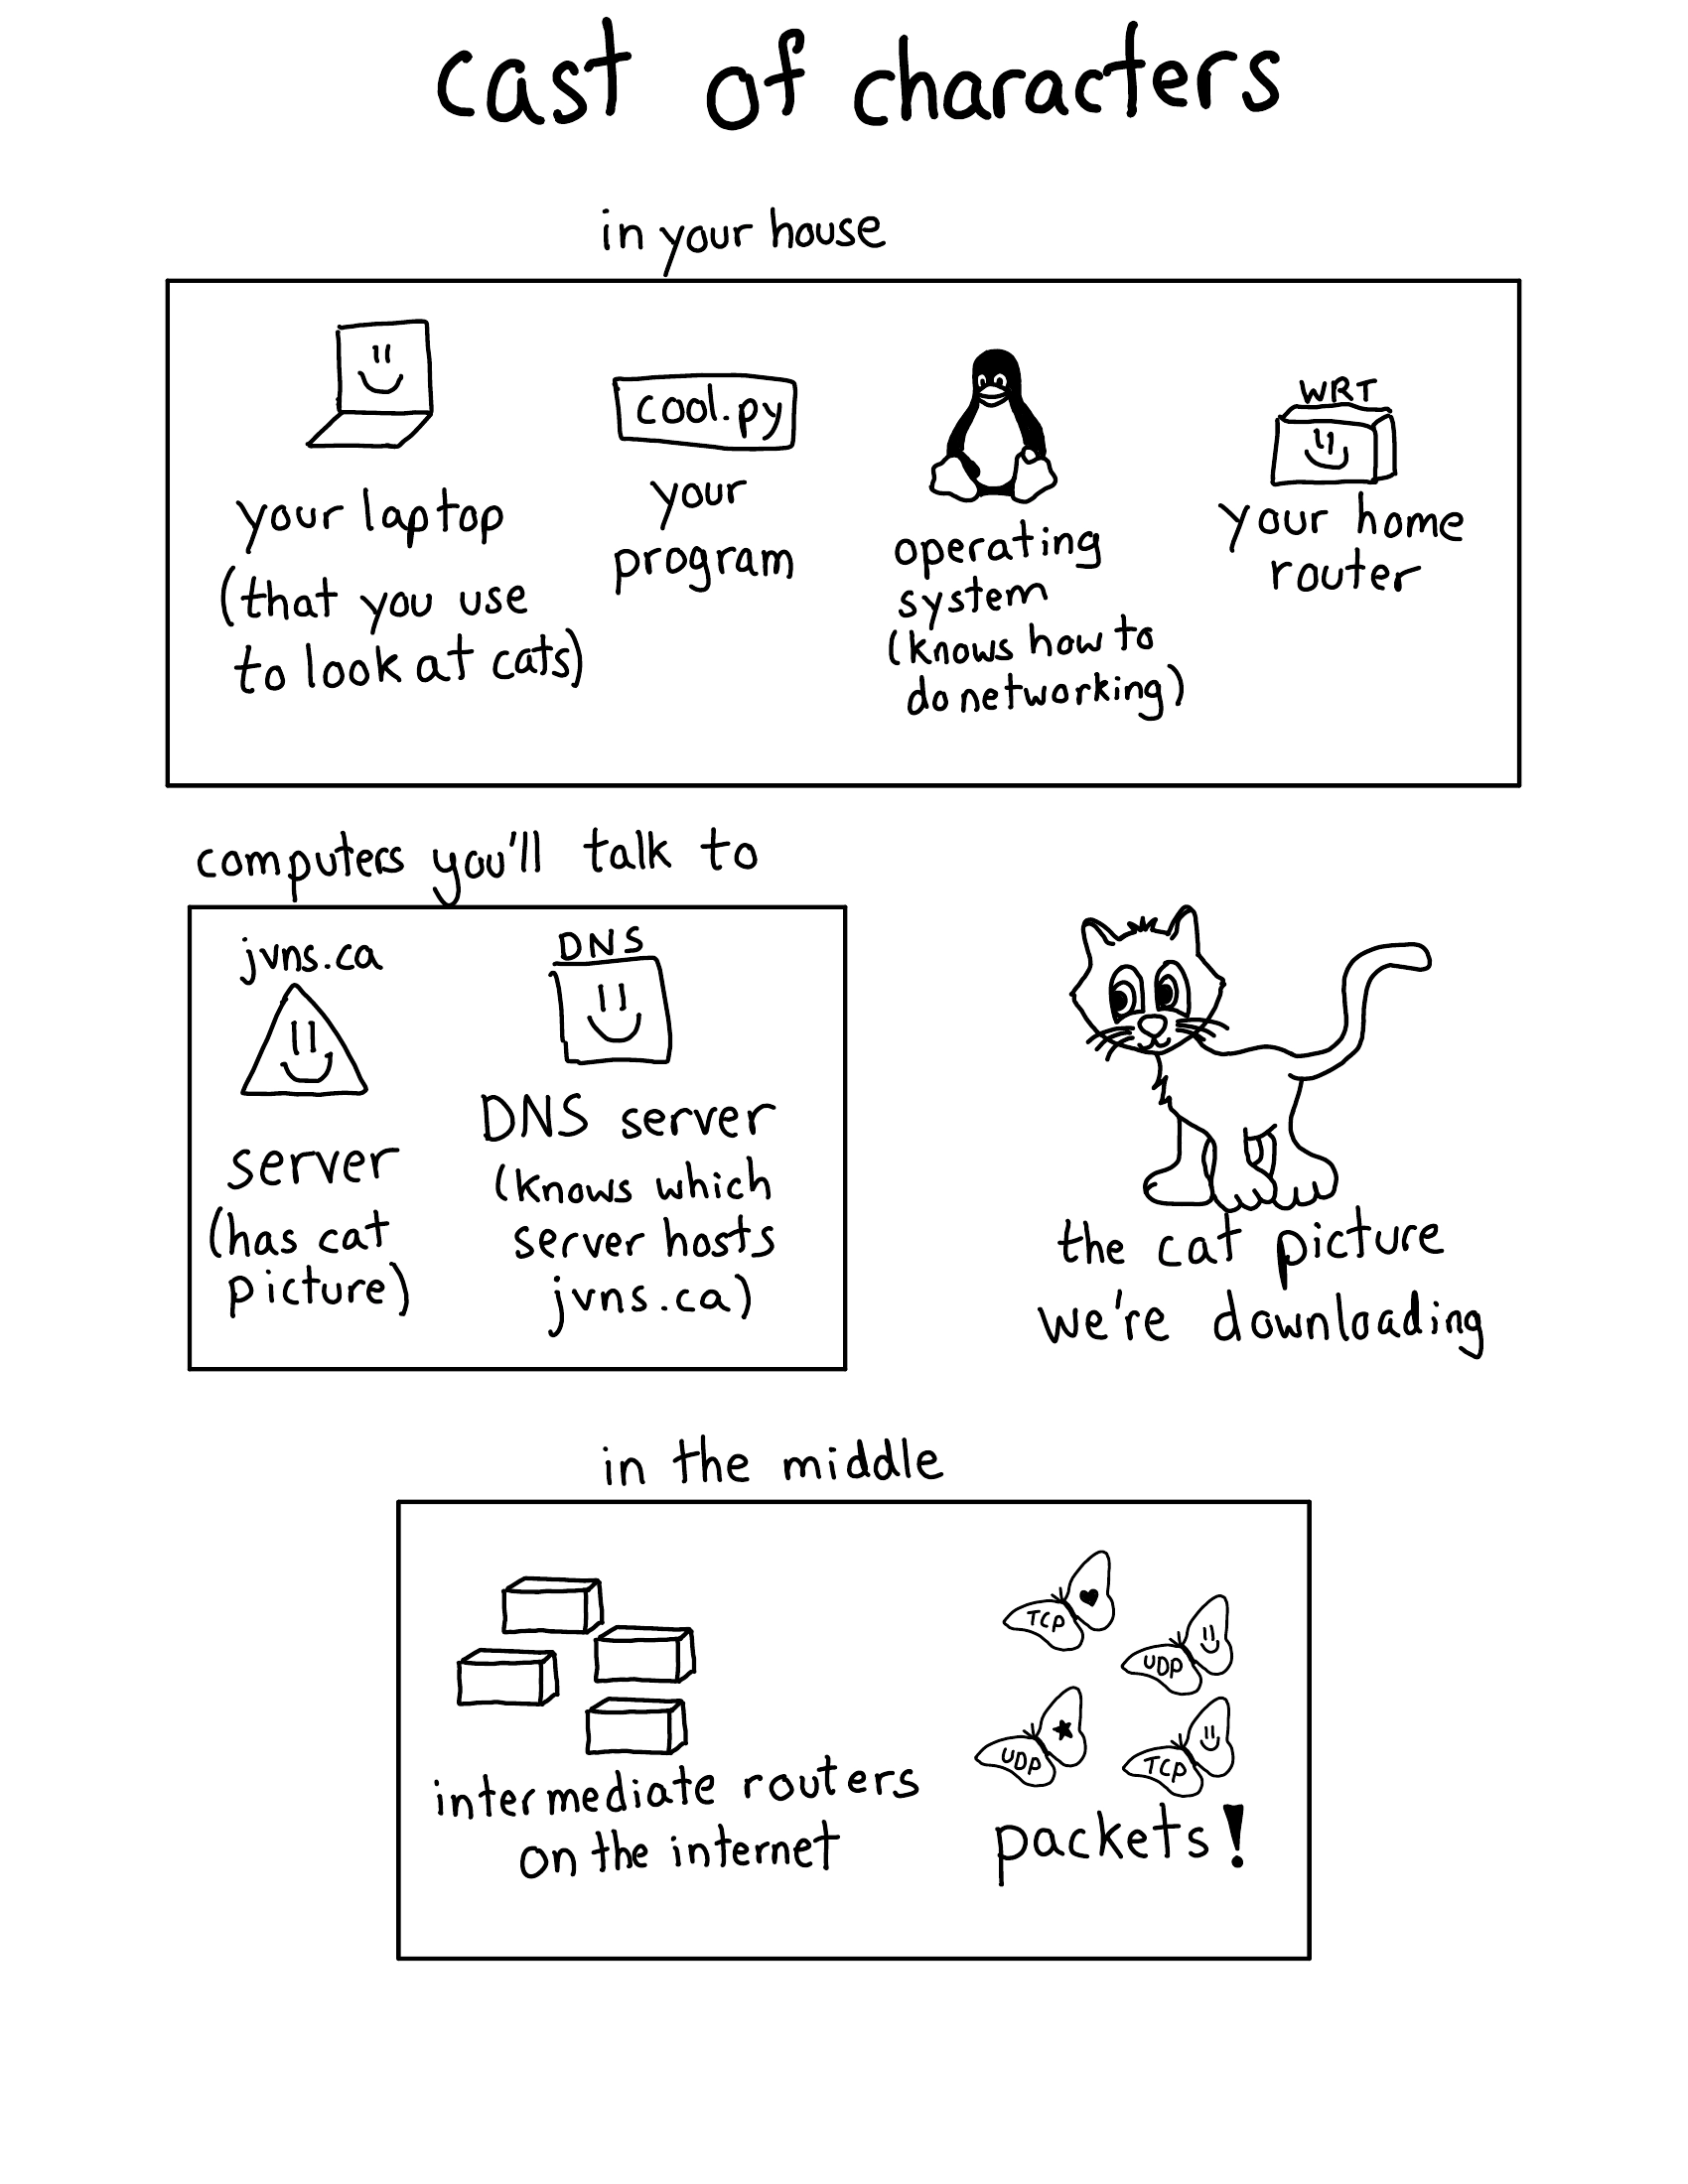 cast of characters
in your house
your laptop
(that you use
to look at cats)
cool.py
your
program
operating
system
(knows how to
do networking)
WRT
your home
router
computers you'll talk to
jvns.ca
server
(has cat
picture)
DNS
DNS server
(knows which
server hosts
jvns.ca)
the cat picture
we're downloading
in the middle
intermediate routers
on the internet
TCP
UDP
UDP
TCP
packets!